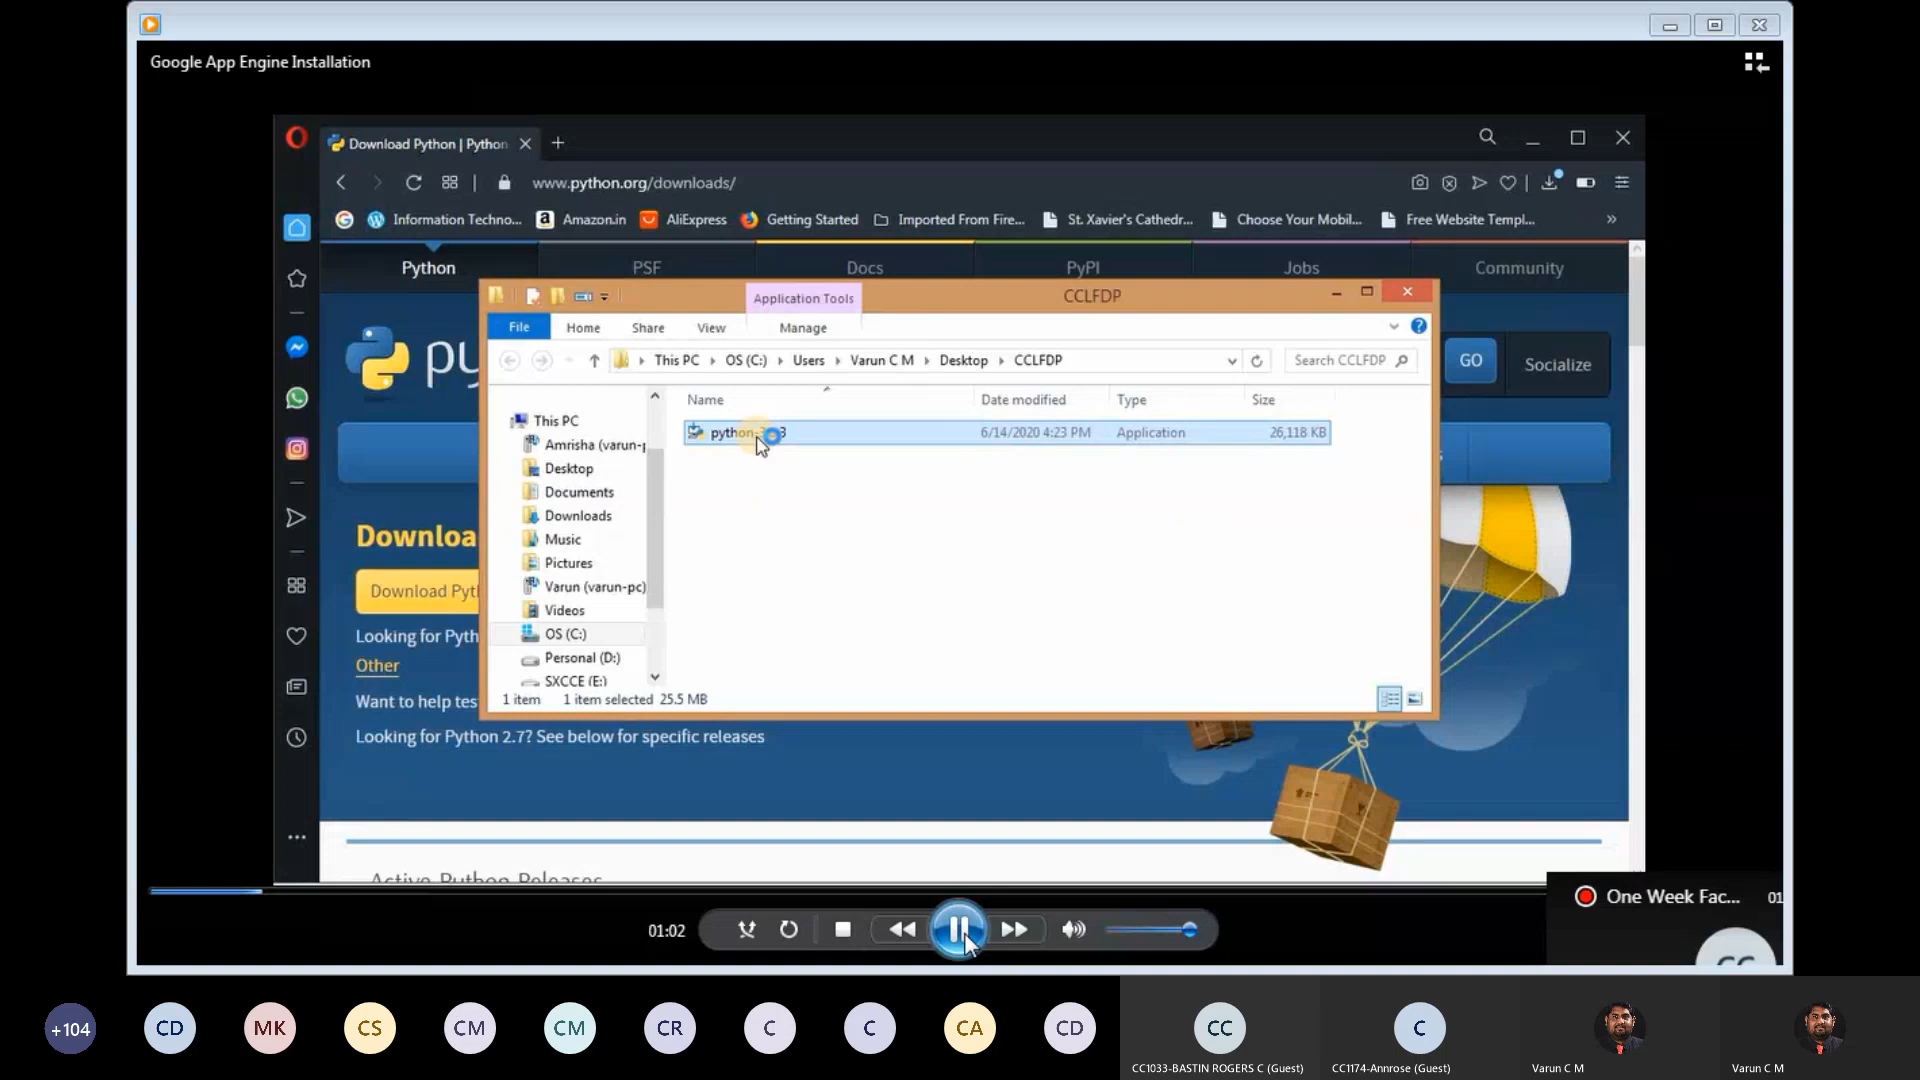 Google App Engine Installation
Download Python | Python
www.python.org/downloads/
Information Techno... Amazon.in AliExpress Getting Started Imported From Fire... St. Xavier's Cathedr... Choose Your Mobil... Free Website Templ... »
Python PSF Docs PyPI Jobs Community
Application Tools CCLFDP
File Home Share View Manage
This PC OS (C:) Users Varun C M Desktop CCLFDP Search CCLFDP
GO Socialize
Name Date modified Type Size
python- 3 6/14/2020 4:23 PM Application 26,118 KB
This PC
Amrisha (varun-p
Desktop
Documents
Downloads
Music
Pictures
Varun (varun-pc)
Videos
OS (C:)
Personal (D:)
SXCCE (E:)
1 item 1 item selected 25.5 MB
Downloa
Download Pyt
Looking for Pyth
Other
Want to help tes
Looking for Python 2.7? See below for specific releases
Active Python Releases
One Week Fac... 01
01:02
CC
+104 CD MK CS CM CM CR C C CA CD CC C
CC1033-BASTIN ROGERS C (Guest) CC1174-Annrose (Guest) Varun C M Varun C M